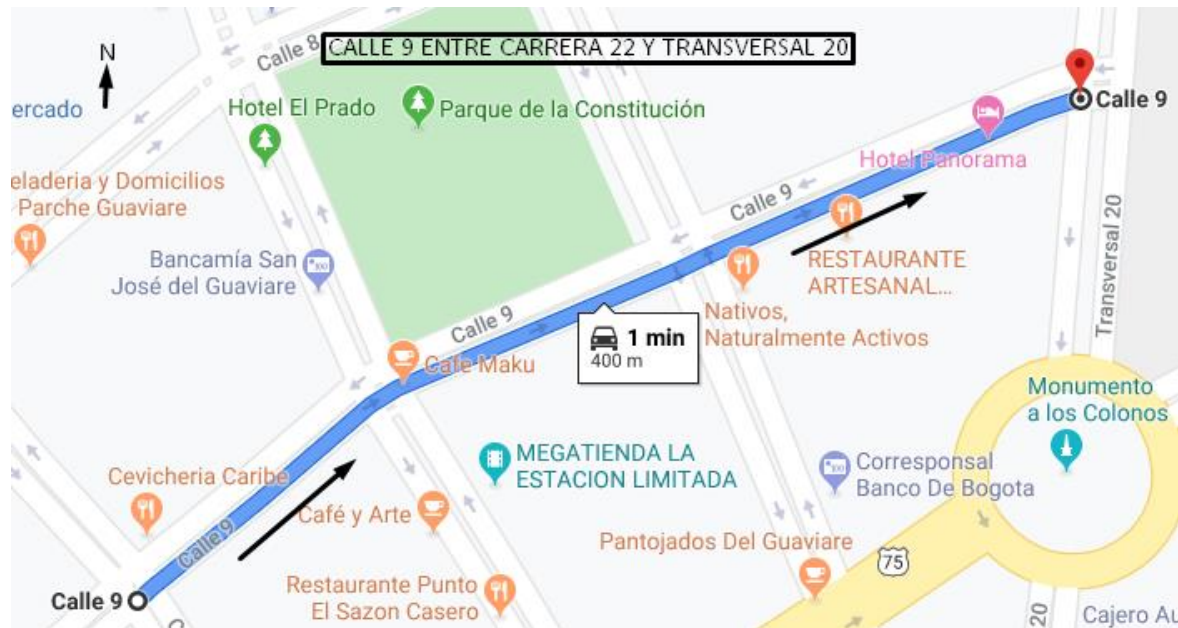 N
Calle 8
CALLE 9 ENTRE CARRERA 22 Y TRANSVERSAL 20
ercado
Hotel El Prado
Parque de la Constitución
Calle 9
Hotel Panorama
eladeria y Domicilios
Parche Guaviare
Calle 9
Bancamía San
José del Guaviare
RESTAURANTE
ARTESANAL...
Transversal 20
Calle 9
Nativos,
Naturalmente Activos
1 min
400 m
Cafe Maku
Monumento
a los Colonos
MEGATIENDA LA
ESTACION LIMITADA
Corresponsal
Banco De Bogota
Cevicheria Caribe
Café y Arte
Calle 9
Pantojados Del Guaviare
75
Restaurante Punto
El Sazon Casero
Calle 9
20
Cajero Au